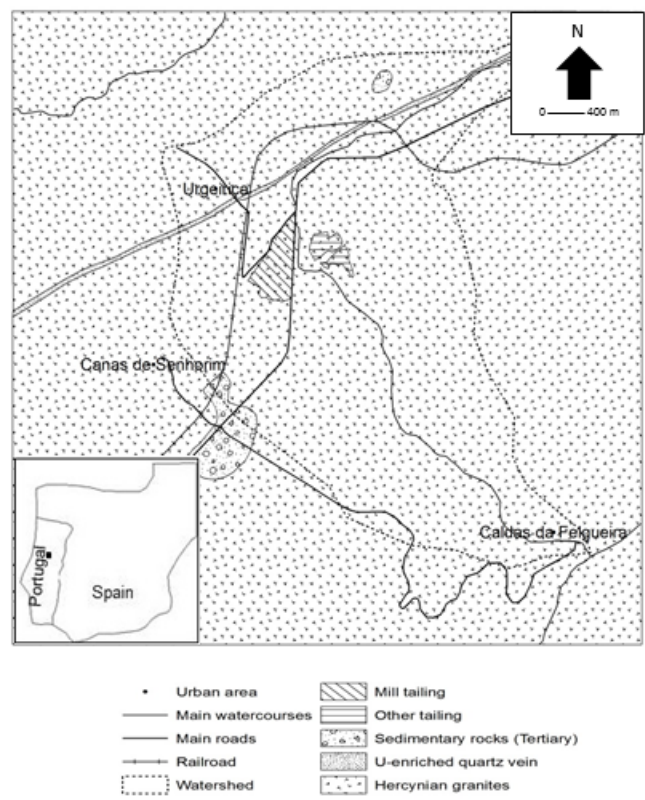 N
0 400 m
Urgeiriça
Canas de Senhorim
Caldas da Felgueira
Portugal
Spain
Urban area
Main watercourses
Main roads
Railroad
Watershed
Mill tailing
Other tailing
Sedimentary rocks (Tertiary)
U-enriched quartz vein
Hercynian granites